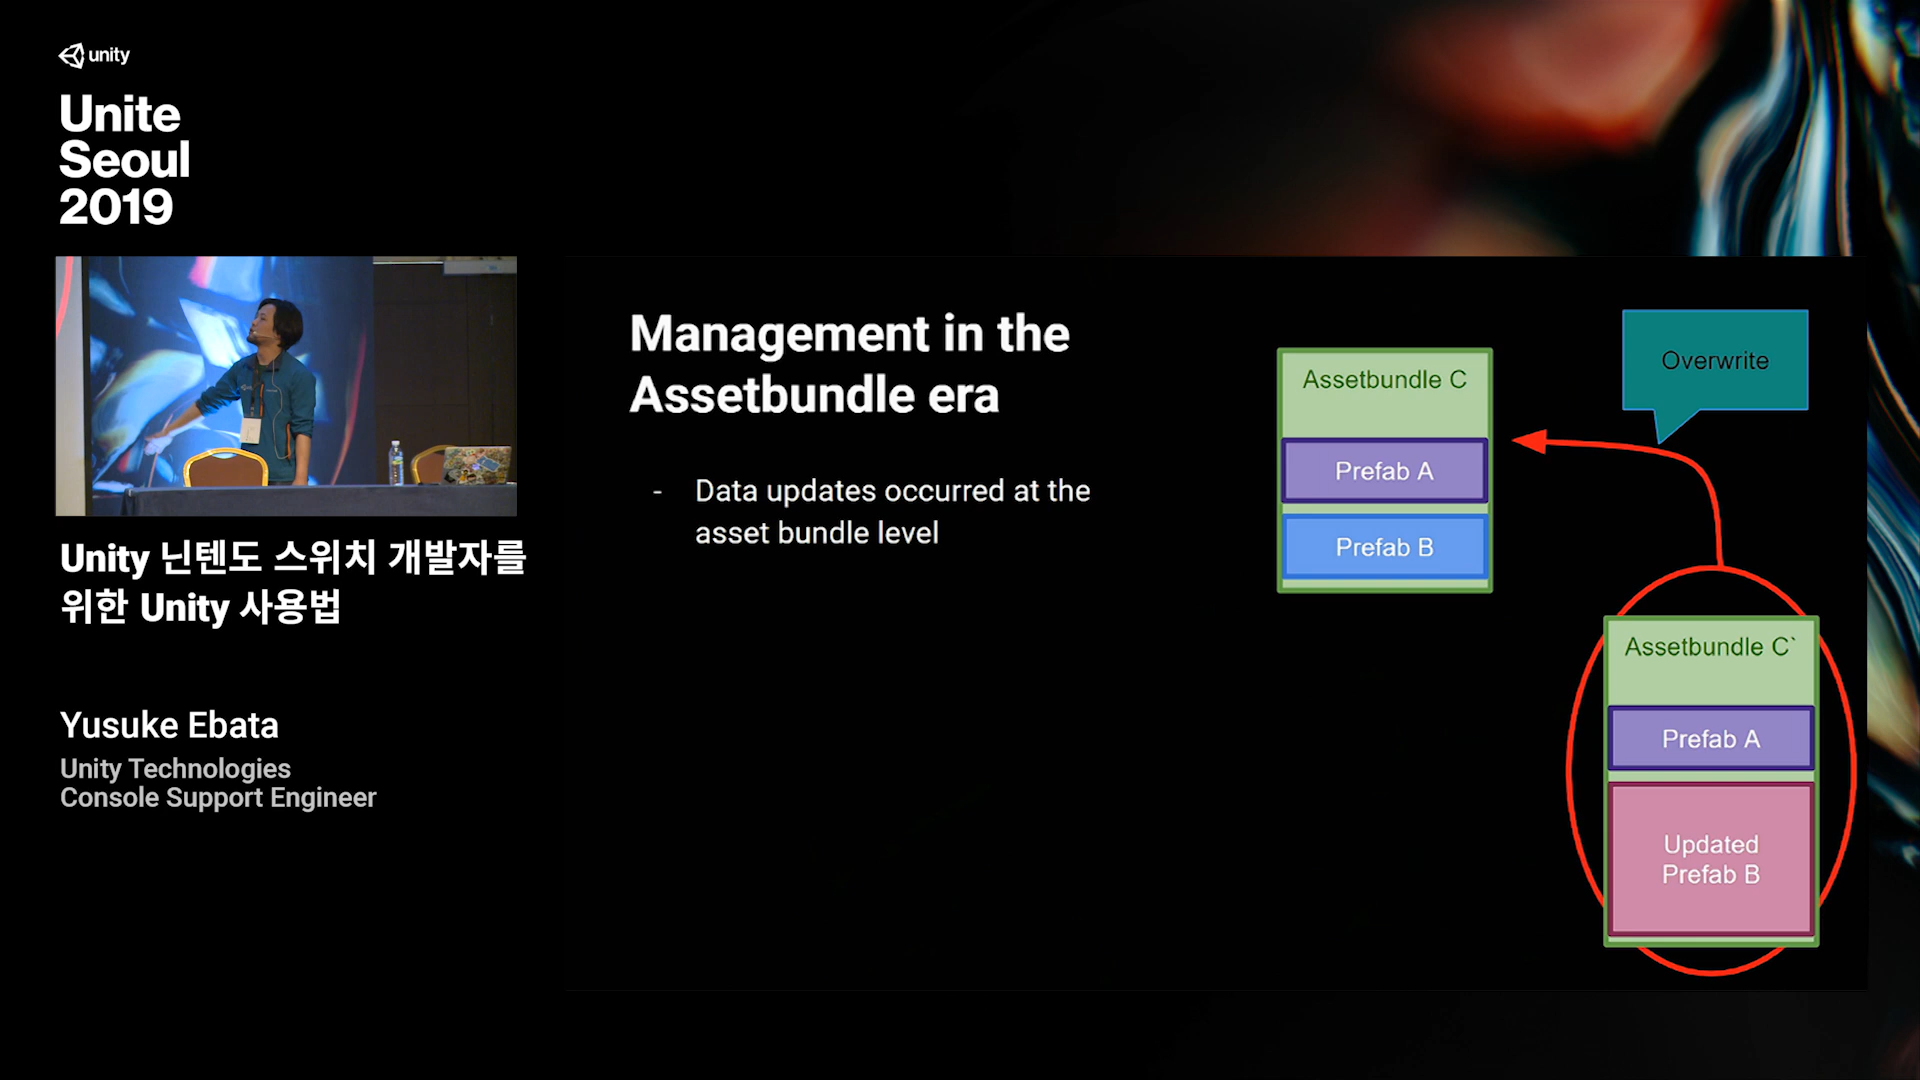 unity
Unite
Seoul
2019
Unity 닌텐도 스위치 개발자를
위한 Unity 사용법
Yusuke Ebata
Unity Technologies
Console Support Engineer
Management in the
Assetbundle era
- Data updates occurred at the
asset bundle level
Assetbundle C
Prefab A
Prefab B
Overwrite
Assetbundle C`
Prefab A
Updated
Prefab B